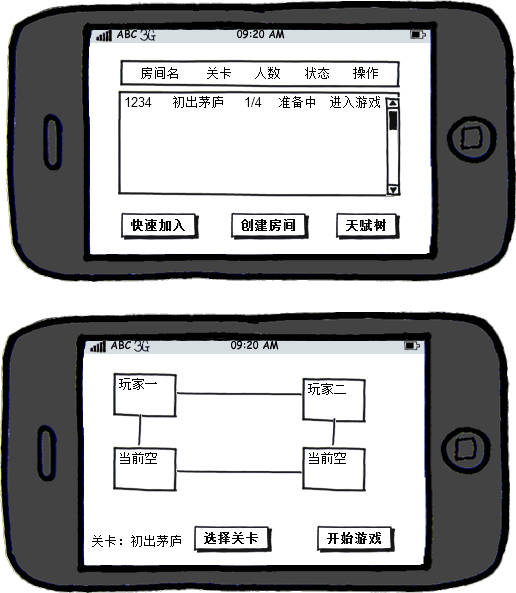 ABC 3G 09:20 AM
房间名 关卡 人数 状态 操作
1234 初出茅庐 1/4 准备中 进入游戏
快速加入 创建房间 天赋树
ABC 3G 09:20 AM
玩家一 玩家二
当前空 当前空
关卡：初出茅庐 选择关卡 开始游戏